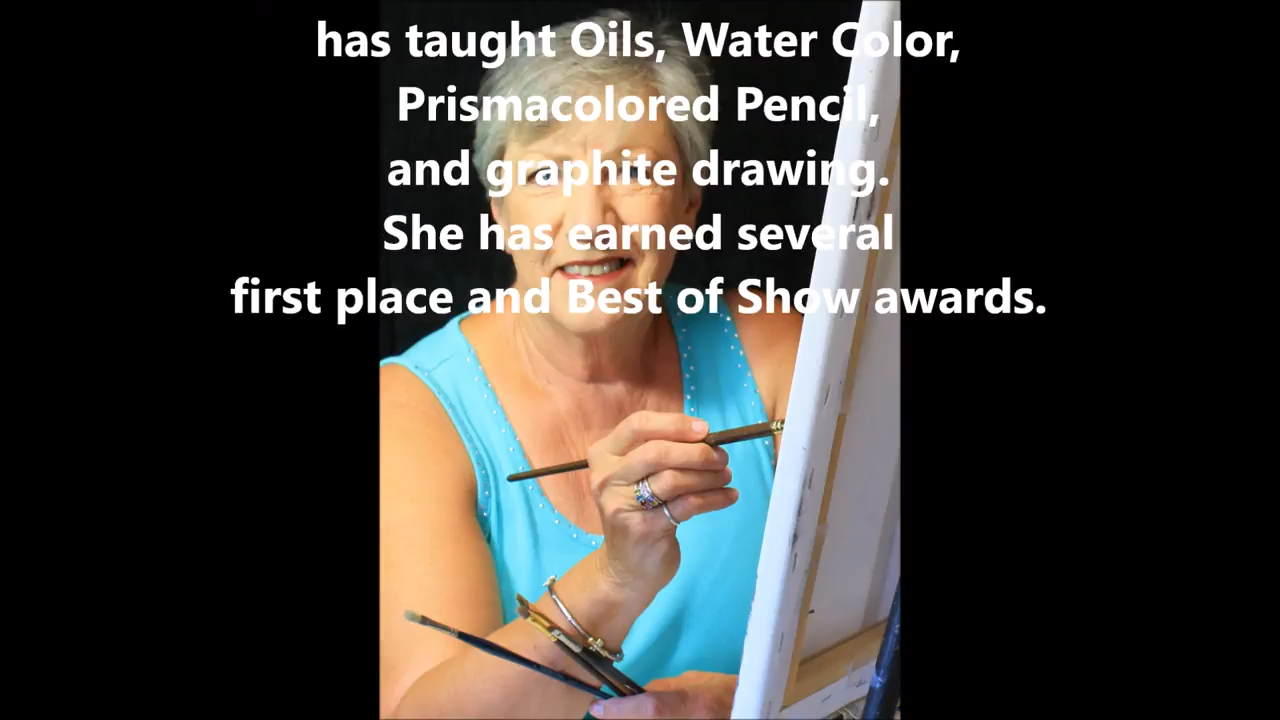 has taught Oils, Water Color,
Prismacolored Pencil,
and graphite drawing.
She has earned several
first place and Best of Show awards.